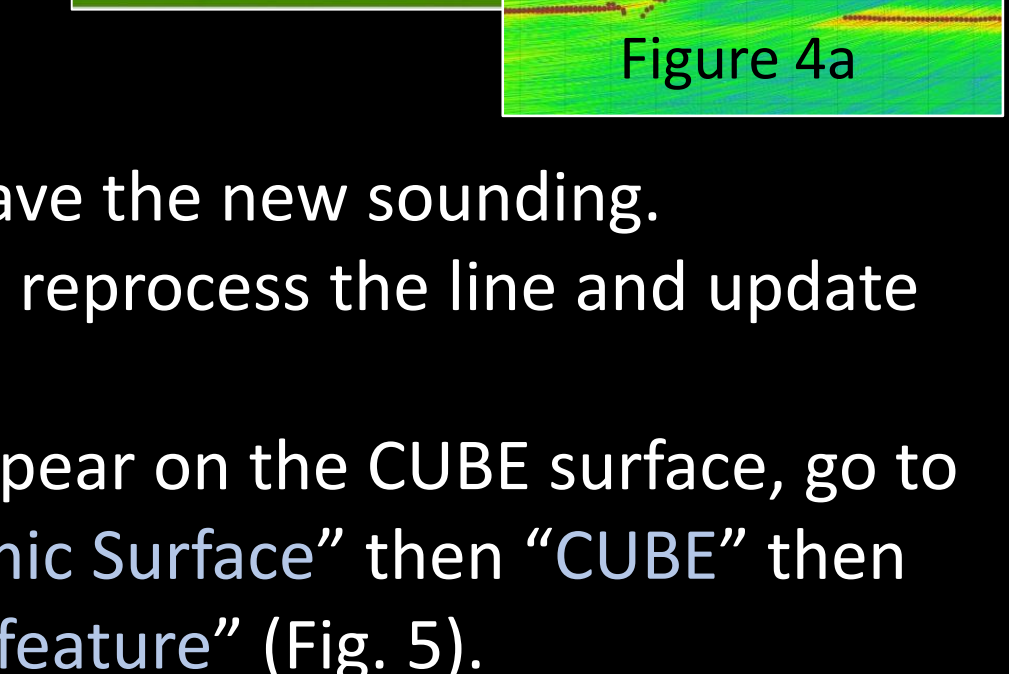 Figure 4a
ave the new sounding.
reprocess the line and update
pear on the CUBE surface, go to
nic Surface” then “CUBE” then
feature” (Fig. 5).